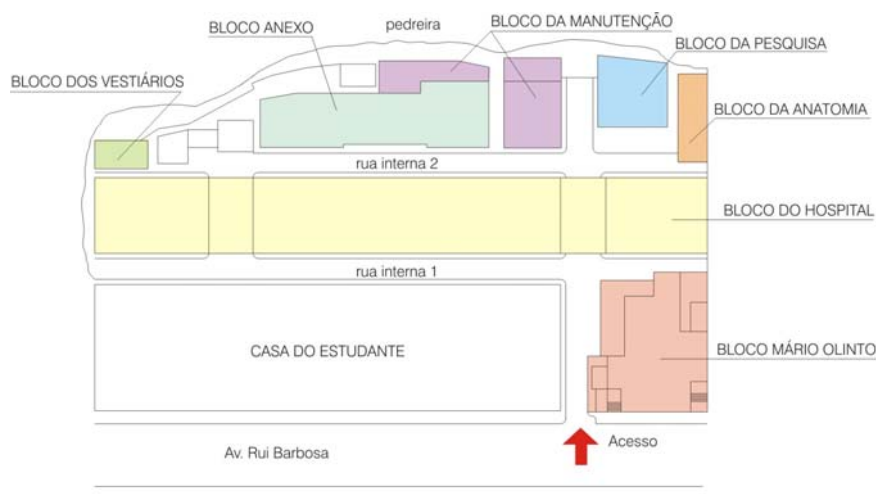 pedreira
BLOCO ANEXO
BLOCO DA MANUTENÇÃO
BLOCO DA PESQUISA
BLOCO DOS VESTIÁRIOS
BLOCO DA ANATOMIA
rua interna 2
BLOCO DO HOSPITAL
rua interna 1
CASA DO ESTUDANTE
BLOCO MÁRIO OLINTO
Acesso
Av. Rui Barbosa